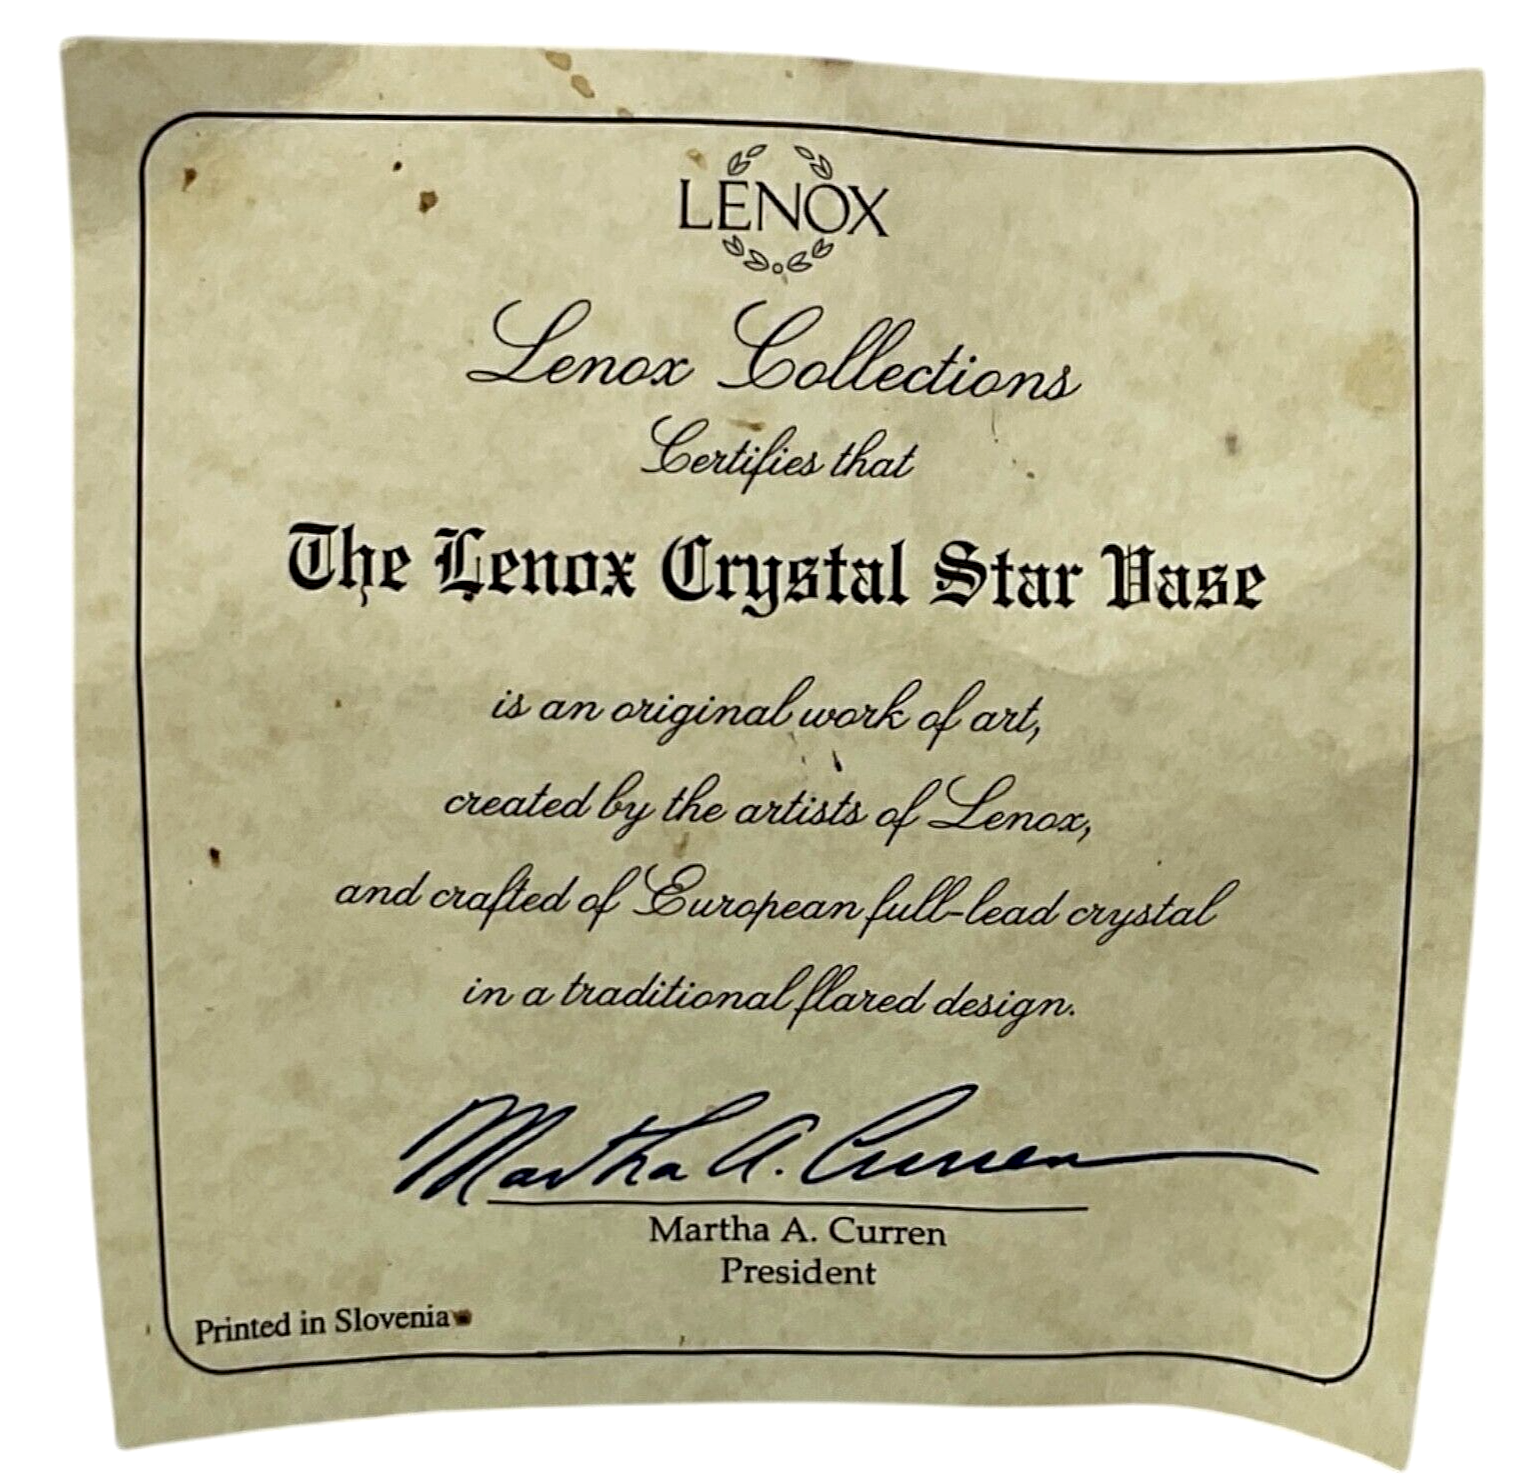 LENOX
Lenox Collections
Certifies that
The Lenox Crystal Star Vase
is an original work of art,
created by the artists of Lenox,
and crafted of European full-lead crystal
in a traditional flared design.
Martha A. Curren
Martha A. Curren
President
Printed in Slovenia